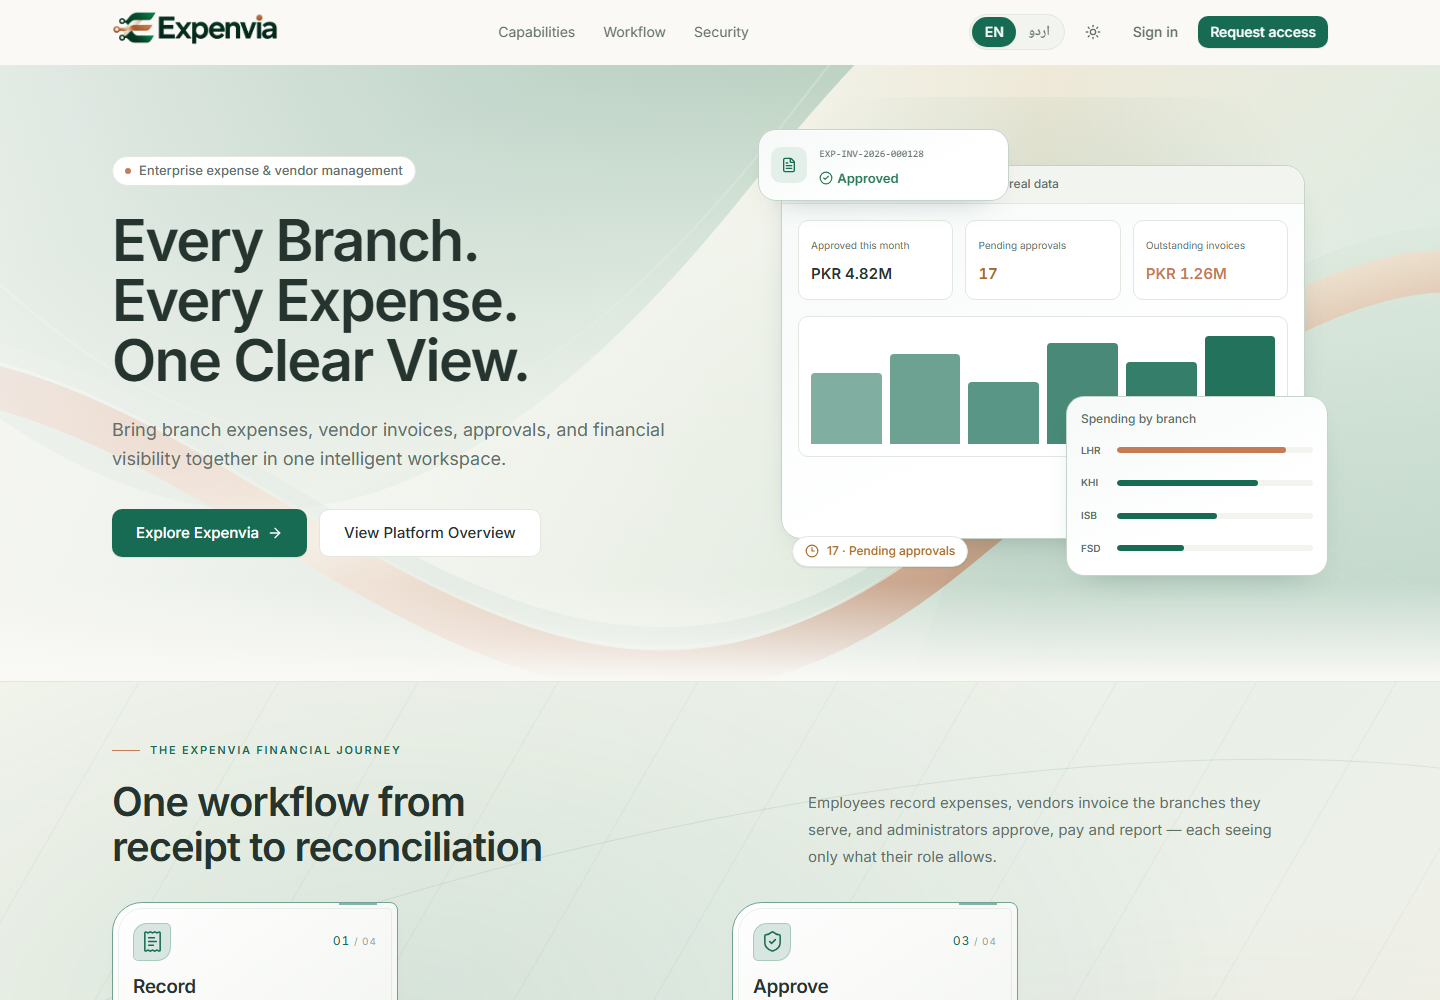 Expenvia
Capabilities
Workflow
Security
EN
اردو
Sign in
Request access
Enterprise expense & vendor management
Every Branch.
Every Expense.
One Clear View.
Bring branch expenses, vendor invoices, approvals, and financial
visibility together in one intelligent workspace.
Explore Expenvia
View Platform Overview
EXP-INV-2026-000128
Approved
real data
Approved this month
PKR 4.82M
Pending approvals
17
Outstanding invoices
PKR 1.26M
Spending by branch
LHR
KHI
ISB
FSD
17 · Pending approvals
THE EXPENVIA FINANCIAL JOURNEY
One workflow from
receipt to reconciliation
Employees record expenses, vendors invoice the branches they
serve, and administrators approve, pay and report — each seeing
only what their role allows.
01 / 04
Record
03 / 04
Approve